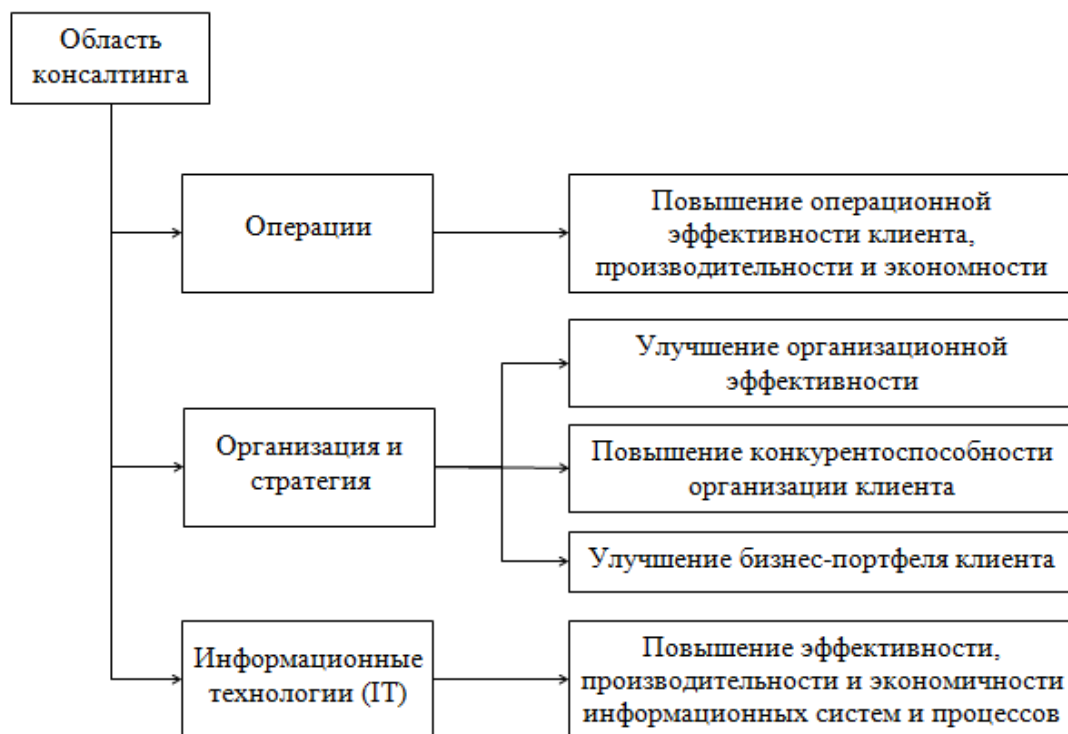 Область
консалтинга
Операции
Повышение операционной
эффективности клиента,
производительности и экономности
Организация и
стратегия
Улучшение организационной
эффективности
Повышение конкурентоспособности
организации клиента
Улучшение бизнес-портфеля клиента
Информационные
технологии (IT)
Повышение эффективности,
производительности и экономичности
информационных систем и процессов